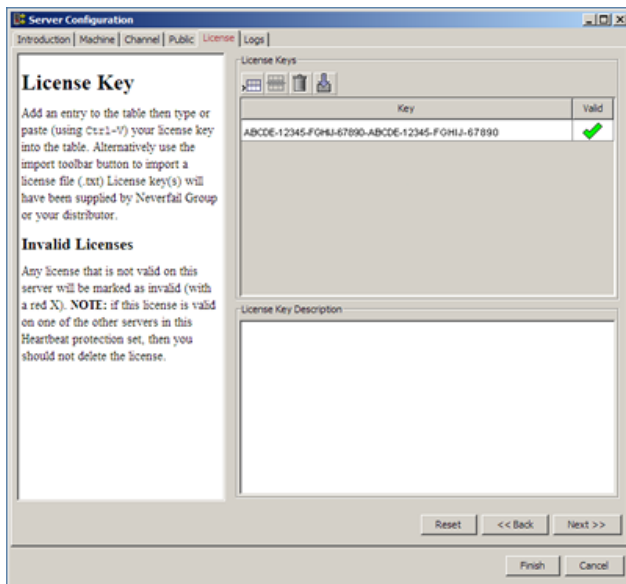 Server Configuration
Introduction Machine Channel Public License Logs
License Key
Add an entry to the table then type or
paste (using Ctrl-V) your license key
into the table. Alternatively use the
import toolbar button to import a
license file (.txt) License key(s) will
have been supplied by Neverfail Group
or your distributor.
Invalid Licenses
Any license that is not valid on this
server will be marked as invalid (with
a red X). NOTE: if this license is valid
on one of the other servers in this
Heartbeat protection set, then you
should not delete the license.
License Keys
Key Valid
ABCDE-12345-FGHIJ-67890-ABCDE-12345-FGHIJ-67890
License Key Description
Reset << Back Next >>
Finish Cancel